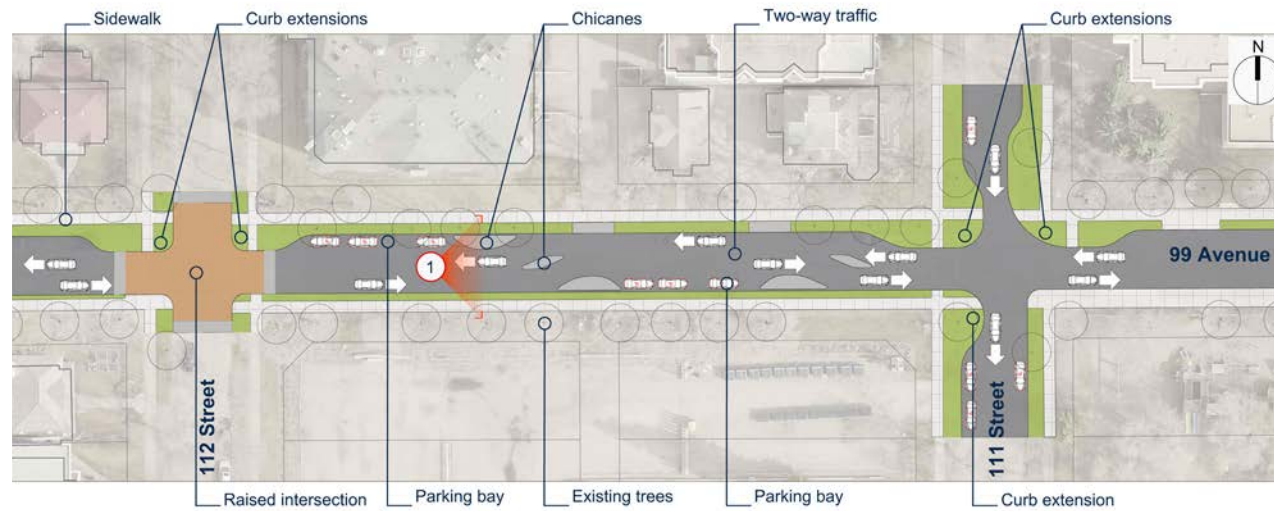 Sidewalk
Curb extensions
Chicanes
Two-way traffic
Curb extensions
N
1
99 Avenue
112 Street
111 Street
Raised intersection
Parking bay
Existing trees
Parking bay
Curb extension